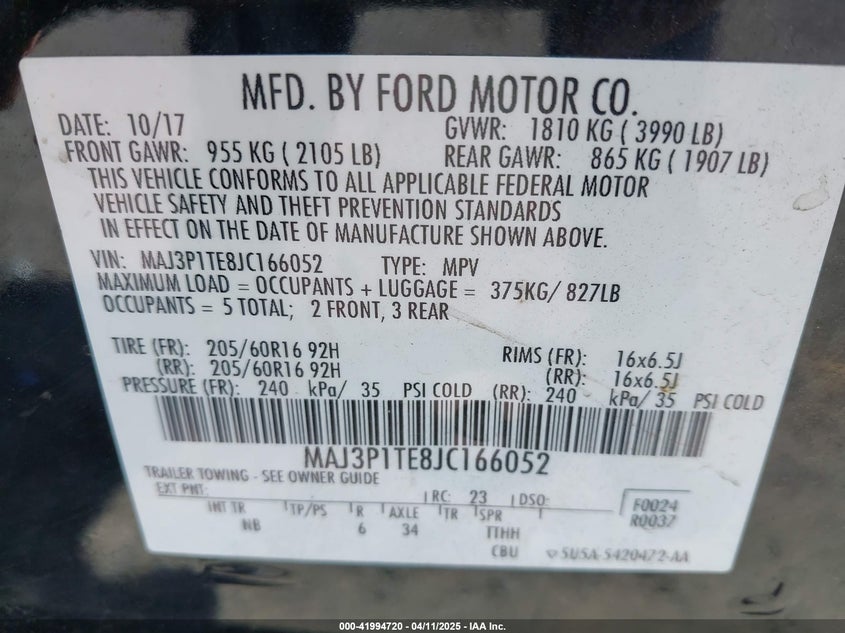 MFD. BY FORD MOTOR CO.
DATE: 10/17 GVWR: 1810 KG ( 3990 LB)
FRONT GAWR: 955 KG ( 2105 LB) REAR GAWR: 865 KG ( 1907 LB)
THIS VEHICLE CONFORMS TO ALL APPLICABLE FEDERAL MOTOR
VEHICLE SAFETY AND THEFT PREVENTION STANDARDS
IN EFFECT ON THE DATE OF MANUFACTURE SHOWN ABOVE.
VIN: MAJ3P1TE8JC166052 TYPE: MPV
MAXIMUM LOAD = OCCUPANTS + LUGGAGE = 375KG/ 827LB
OCCUPANTS = 5 TOTAL; 2 FRONT, 3 REAR
TIRE (FR): 205/60R16 92H RIMS (FR): 16x6.5J
(RR): 205/60R16 92H (RR): 16x6.5J
PRESSURE (FR): 240 kPa/ 35 PSI COLD (RR): 240 kPa/ 35 PSI COLD
MAJ3P1TE8JC166052
TRAILER TOWING - SEE OWNER GUIDE
EXT PNT: RC: 23 DSO: F0024
INT TR TP/PS R AXLE TR SPR R0037
NB 6 34 TTHH
CBU 5U5A-5420472-AA
000-41994720 - 04/11/2025 - IAA Inc.